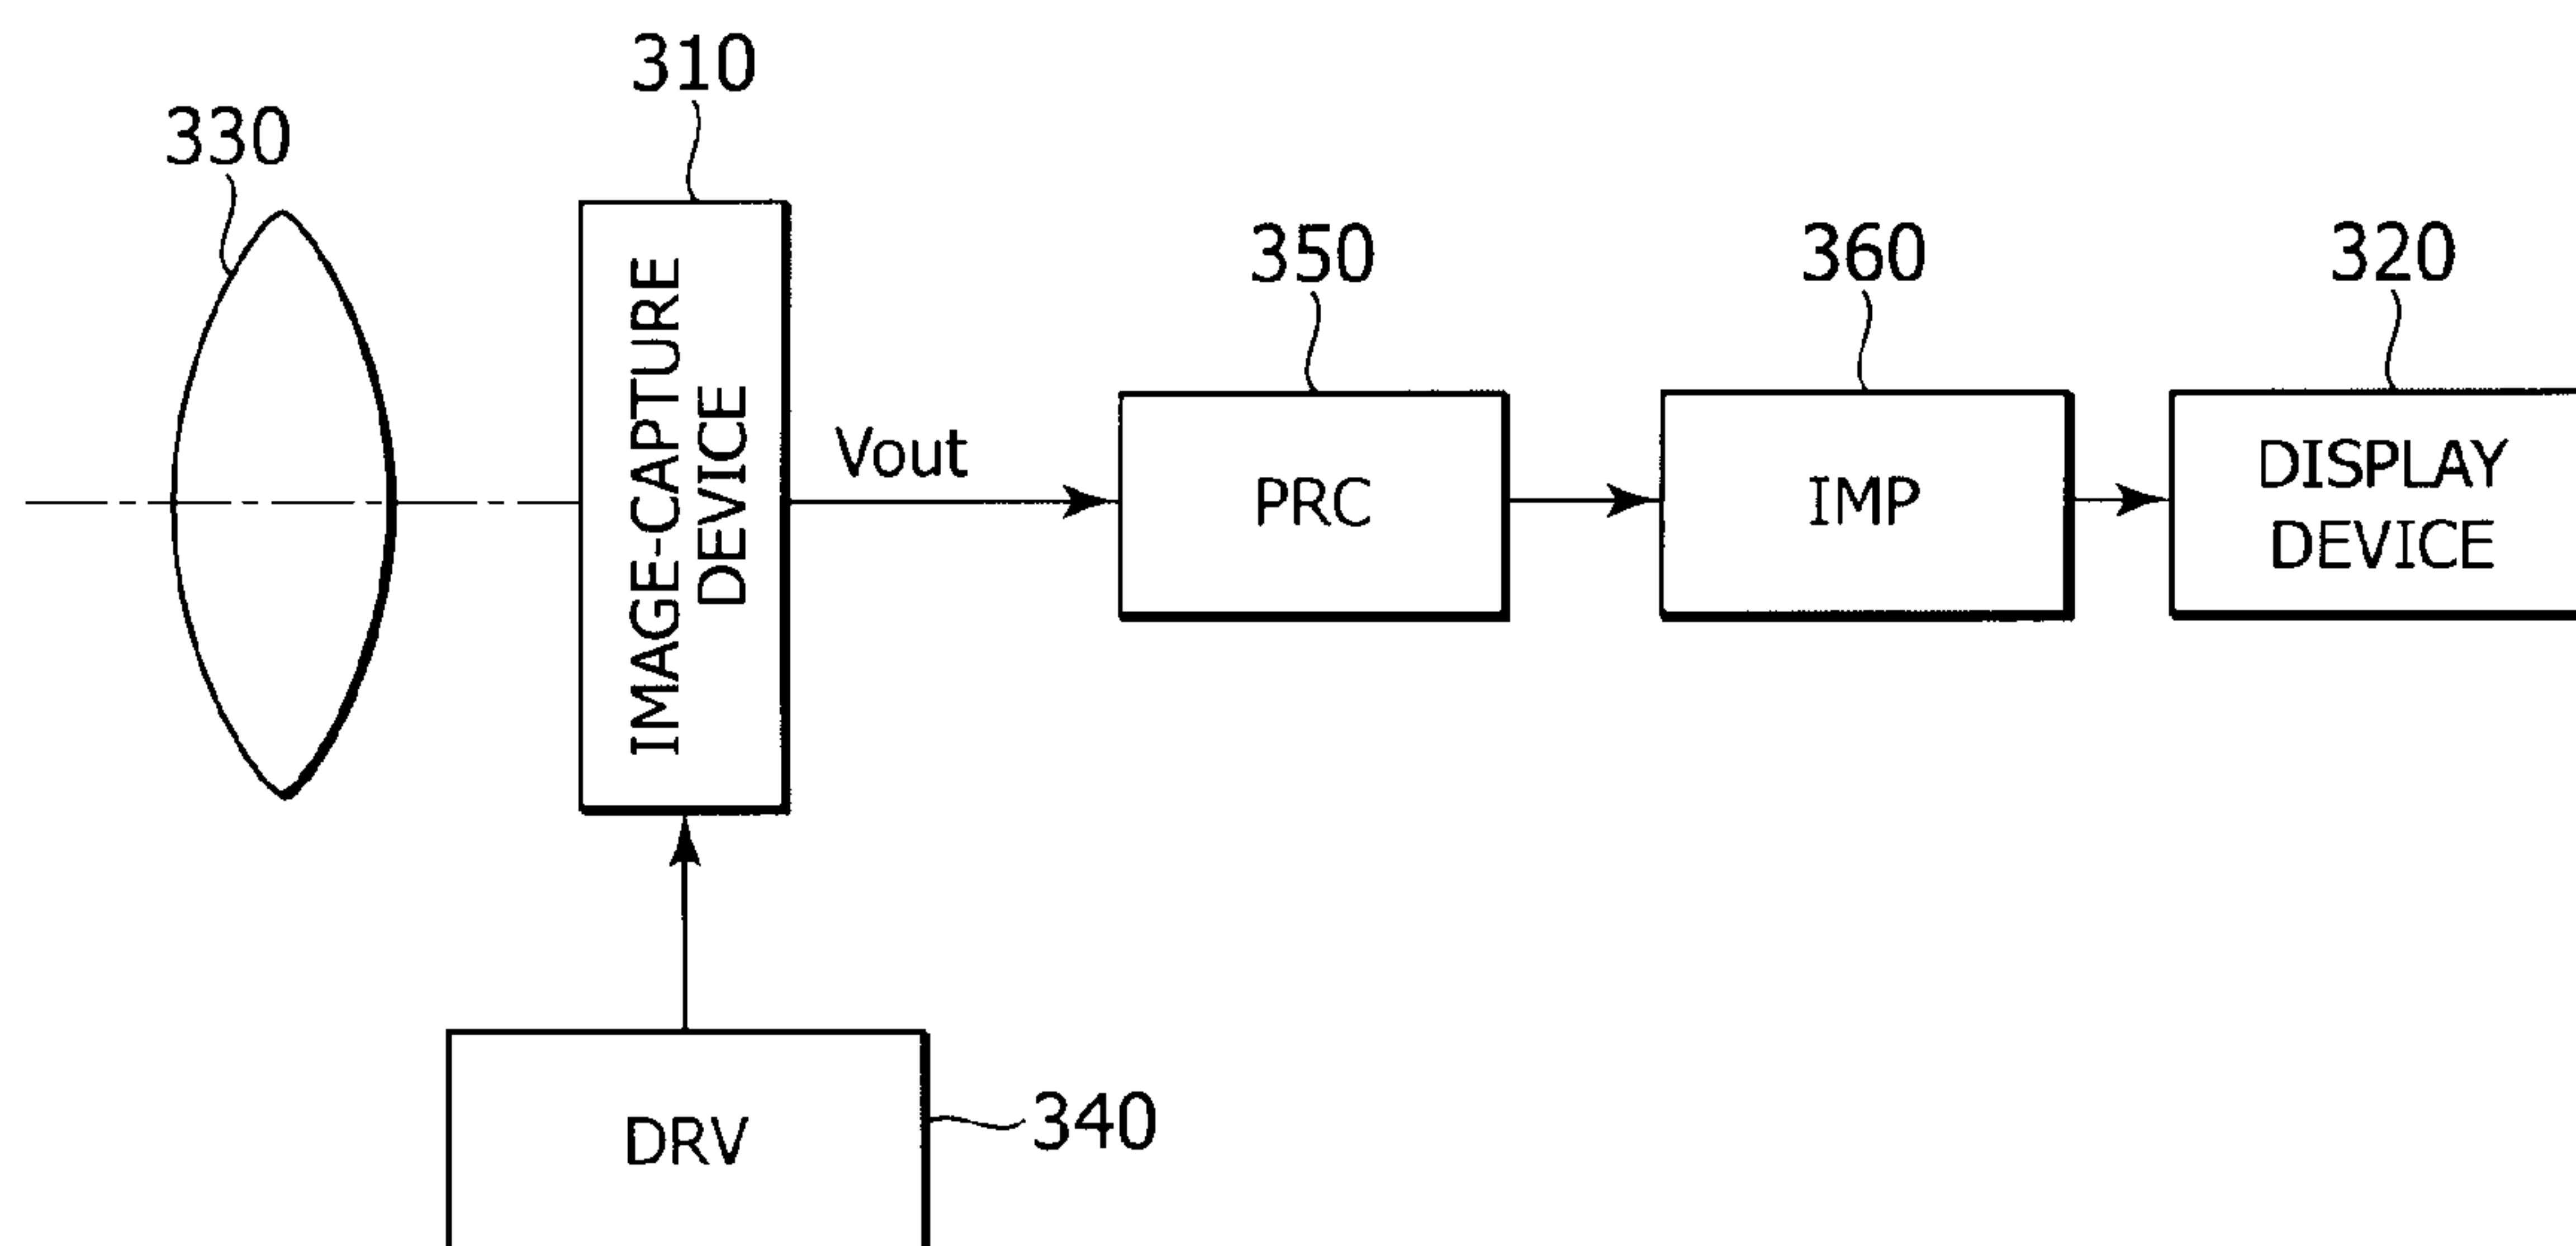 310
330
350
360
320
IMAGE-CAPTURE
DEVICE
Vout
PRC
IMP
DISPLAY
DEVICE
DRV
340